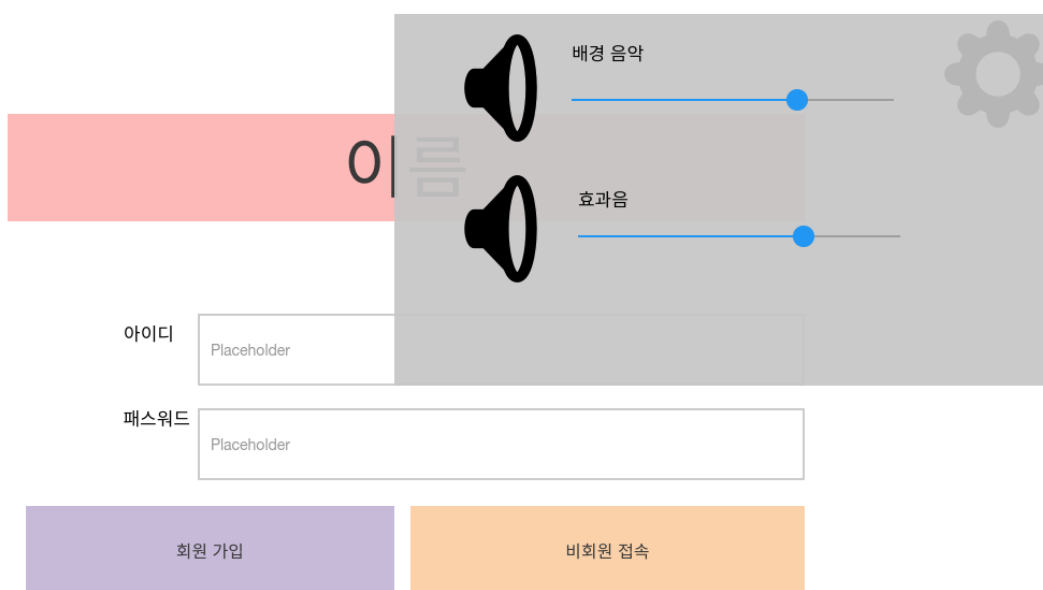 배경 음악
이름
효과음
아이디
Placeholder
패스워드
Placeholder
회원 가입
비회원 접속